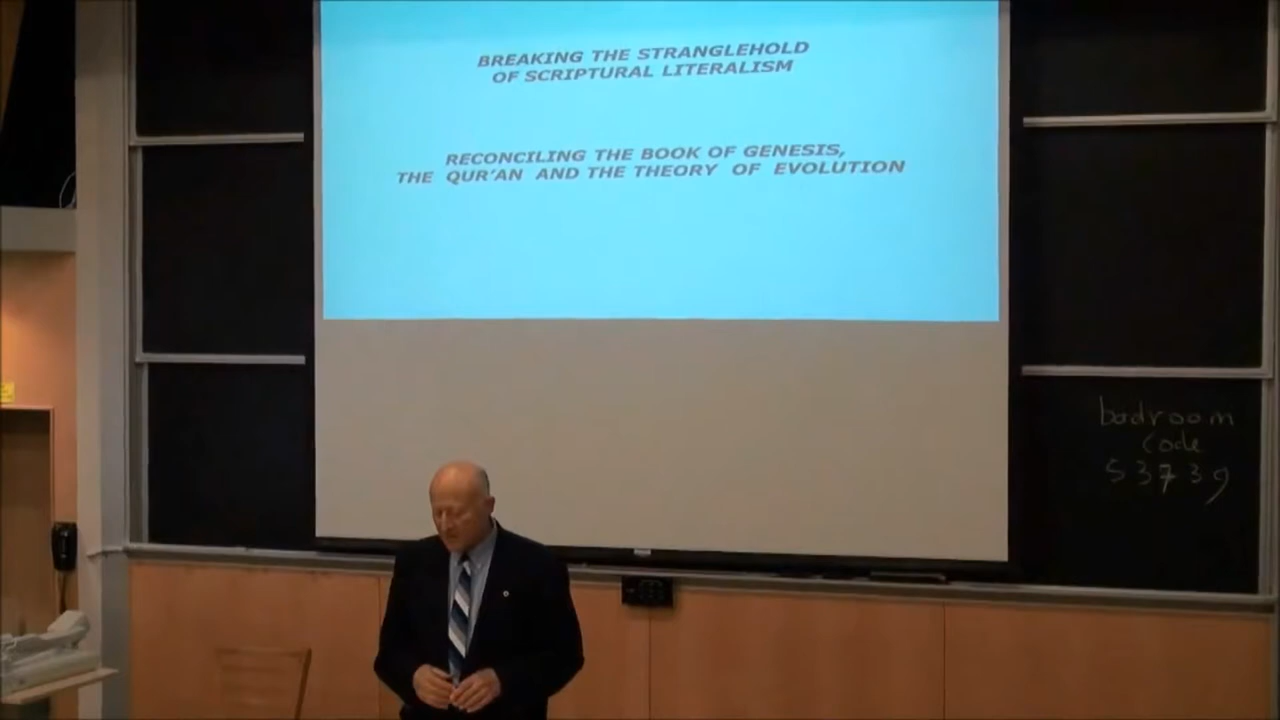 BREAKING THE STRANGLEHOLD
OF SCRIPTURAL LITERALISM
RECONCILING THE BOOK OF GENESIS,
THE QUR'AN AND THE THEORY OF EVOLUTION
badroom
Code
53739